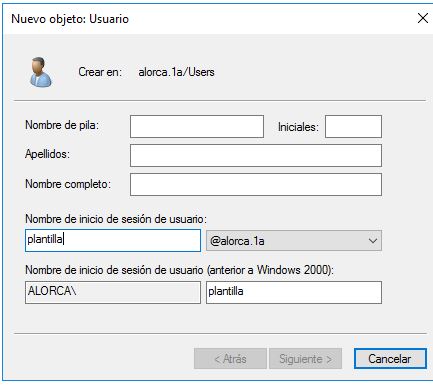 Nuevo objeto: Usuario
Crear en: alorca.1a/Users
Nombre de pila:
Iniciales:
Apellidos:
Nombre completo:
Nombre de inicio de sesión de usuario:
plantilla @alorca.1a
Nombre de inicio de sesión de usuario (anterior a Windows 2000):
ALORCA\ plantilla
< Atrás Siguiente > Cancelar